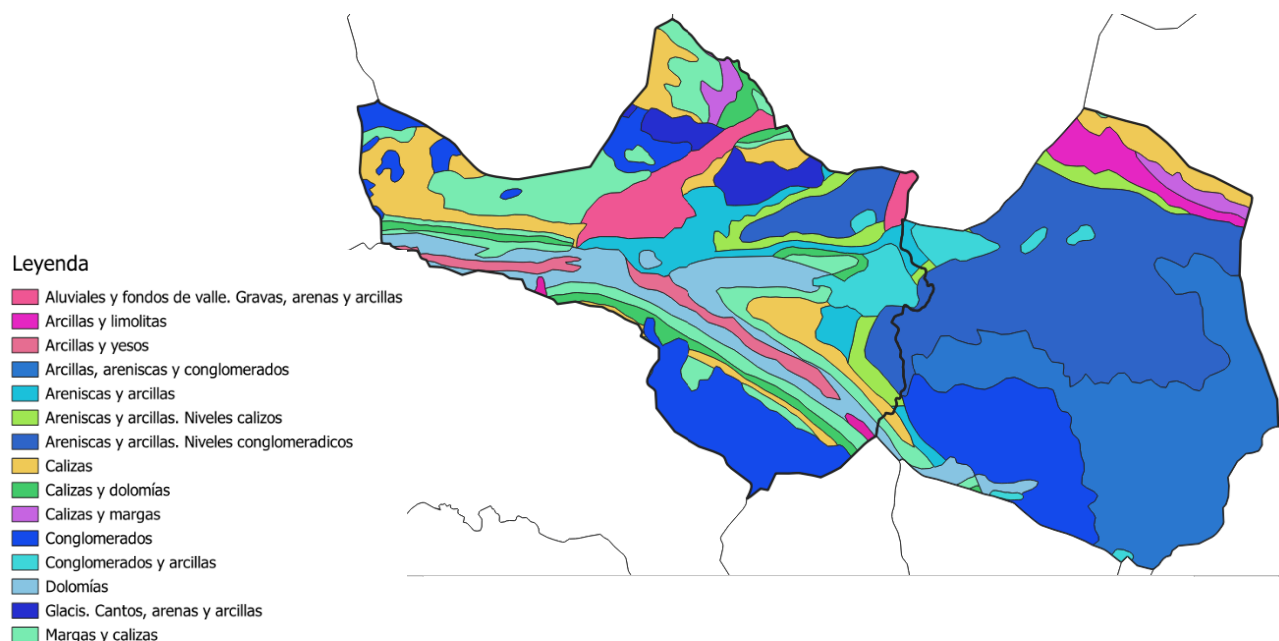 Leyenda
Aluviales y fondos de valle. Gravas, arenas y arcillas
Arcillas y limolitas
Arcillas y yesos
Arcillas, areniscas y conglomerados
Areniscas y arcillas
Areniscas y arcillas. Niveles calizos
Areniscas y arcillas. Niveles conglomeradicos
Calizas
Calizas y dolomías
Calizas y margas
Conglomerados
Conglomerados y arcillas
Dolomías
Glacis. Cantos, arenas y arcillas
Margas y calizas